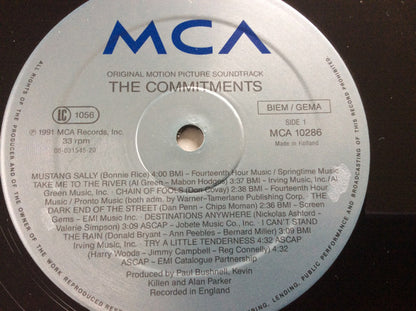 MCA
ORIGINAL MOTION PICTURE SOUNDTRACK
THE COMMITMENTS
LC 1056
BIEM / GEMA
℗ 1991 MCA Records, Inc.
33 rpm
SIDE 1
MCA 10286
Made in Holland
MUSTANG SALLY (Bonnie Rice) 4:00 BMI – Fourteenth Hour Music / Springtime Music
TAKE ME TO THE RIVER (Al Green · Mabon Hodges) 3:37 BMI – Irving Music, Inc./Al
Green Music, Inc. · CHAIN OF FOOLS (Don Covay) 2:58 BMI – Fourteenth Hour
Music / Pronto Music (both adm. by Warner-Tamerlane Publishing Corp.
DARK END OF THE STREET (Dan Penn - Chips Moman) 2:36 BMI – Screen
Gems – EMI Music Inc. · DESTINATIONS ANYWHERE (Nickolas Ashford -
Valerie Simpson) 3:09 ASCAP – Jobete Music Co., Inc. · I CAN'T STAND
THE RAIN (Donald Bryant - Ann Peebles - Bernard Miller) 3:11 BMI –
Irving Music, Inc. · TRY A LITTLE TENDERNESS 4:32 ASCAP
(Harry Woods - Jimmy Campbell - Reg Connelly) 4:32
ASCAP – EMI Catalogue Partnership
Produced by Paul Bushnell, Kevin
Killen and Alan Parker
Recorded in England
ALL RIGHTS OF THE PRODUCER AND OF THE OWNER OF THE WORK REPRODUCED RESERVED
LENDING, PUBLIC PERFORMANCE AND BROADCASTING OF THIS RECORD PROHIBITED.